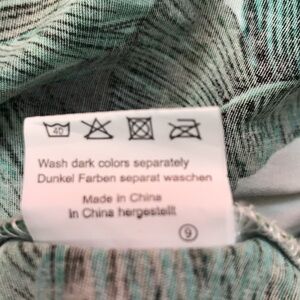 40
Wash dark colors separately
Dunkel Farben separat waschen
Made in China
In China hergestellt
9